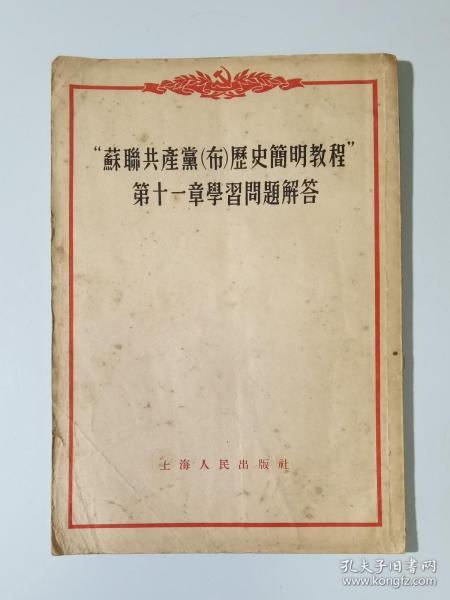 “蘇聯共產黨(布)歷史簡明教程”
第十一章學習問題解答
上海人民出版社
孔夫子旧书网
www.kongfz.com